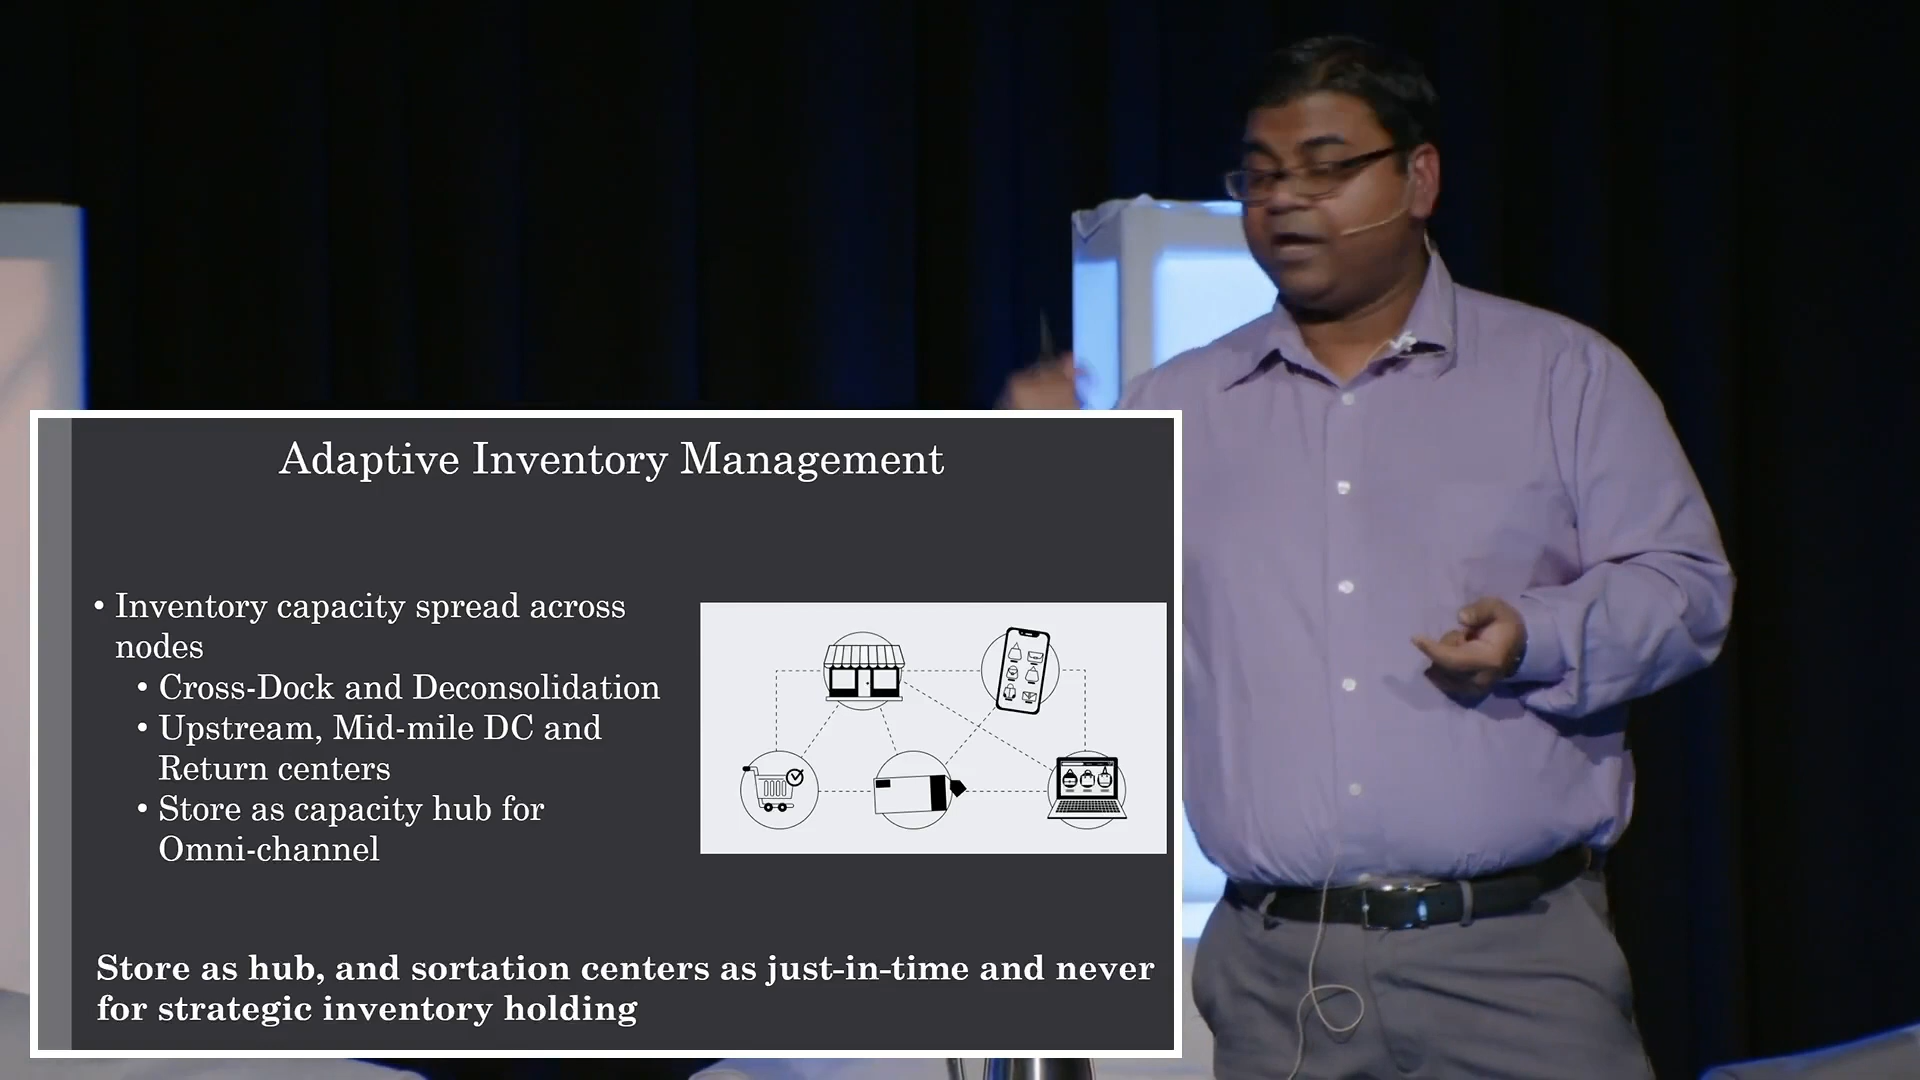 Adaptive Inventory Management
• Inventory capacity spread across
nodes
• Cross-Dock and Deconsolidation
• Upstream, Mid-mile DC and
Return centers
• Store as capacity hub for
Omni-channel
Store as hub, and sortation centers as just-in-time and never
for strategic inventory holding